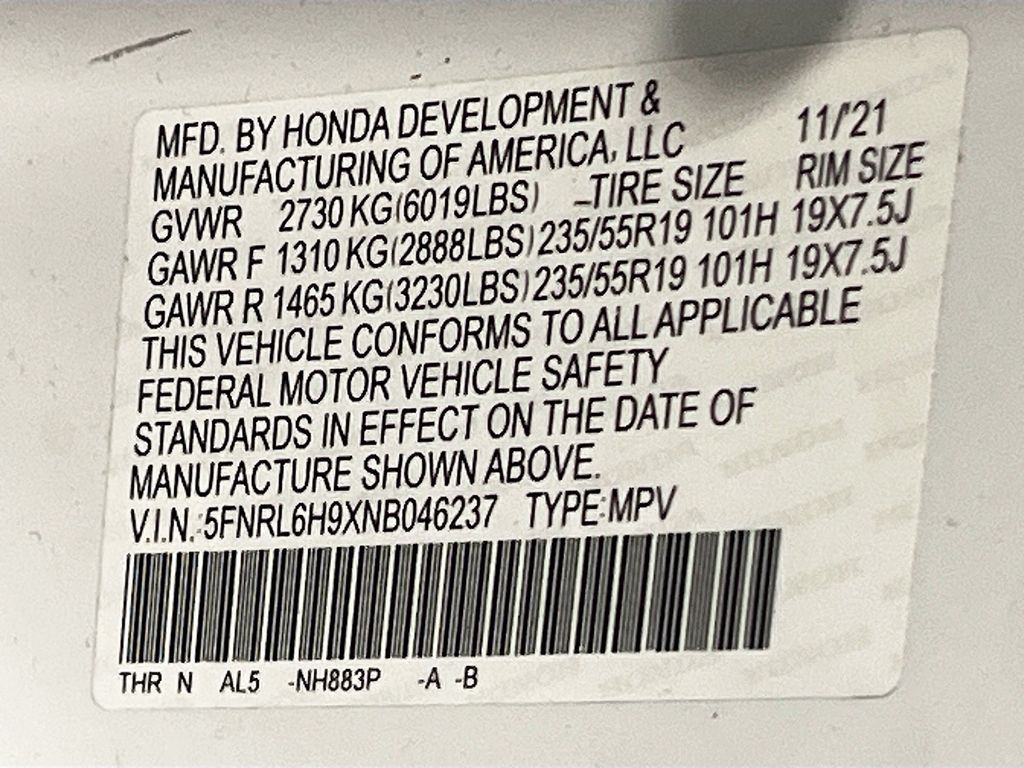 MFD. BY HONDA DEVELOPMENT &
MANUFACTURING OF AMERICA, LLC 11/'21
GVWR 2730 KG(6019LBS) TIRE SIZE RIM SIZE
GAWR F 1310 KG(2888LBS) 235/55R19 101H 19X7.5J
GAWR R 1465 KG(3230LBS) 235/55R19 101H 19X7.5J
THIS VEHICLE CONFORMS TO ALL APPLICABLE
FEDERAL MOTOR VEHICLE SAFETY
STANDARDS IN EFFECT ON THE DATE OF
MANUFACTURE SHOWN ABOVE.
V.I.N.:5FNRL6H9XNB046237 TYPE:MPV
THR N AL5 -NH883P -A -B